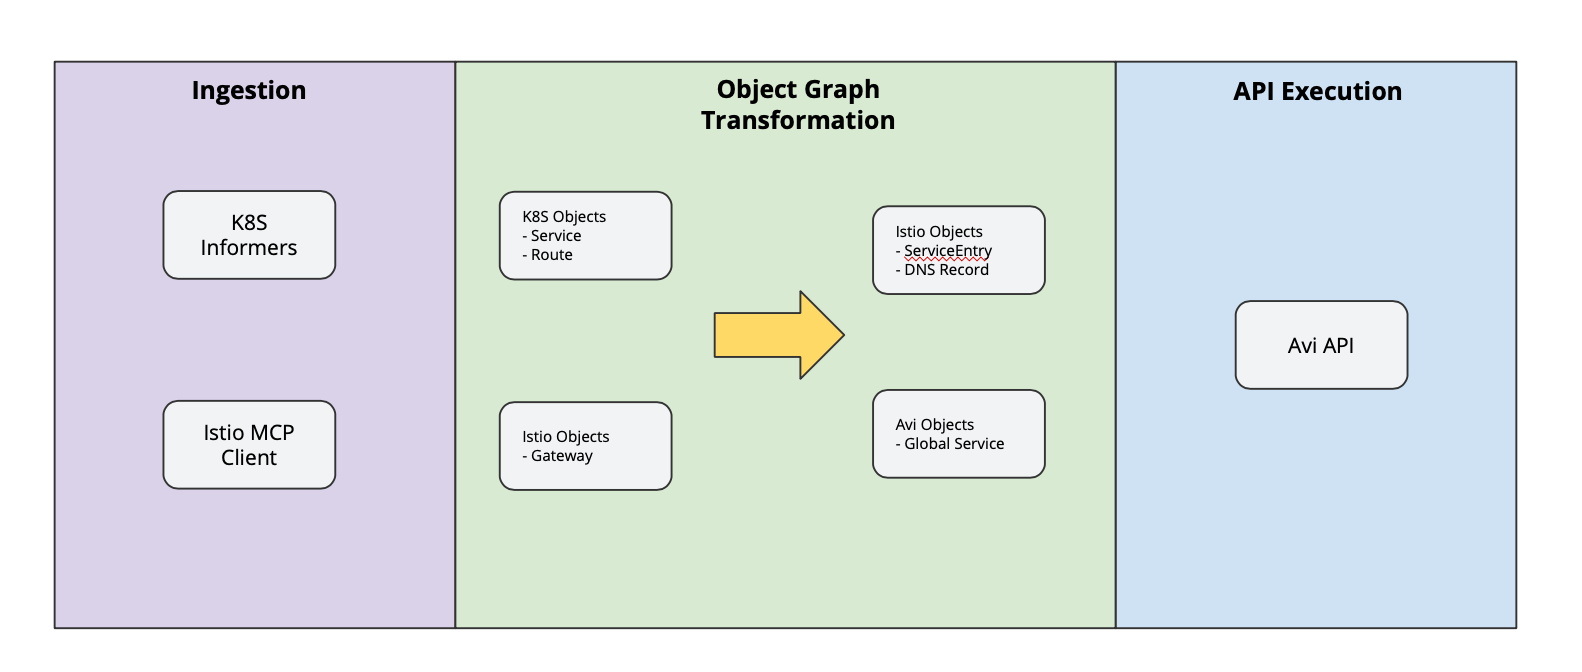 Ingestion
K8S
Informers
Istio MCP
Client
Object Graph
Transformation
K8S Objects
- Service
- Route
Istio Objects
- Gateway
Istio Objects
- ServiceEntry
- DNS Record
Avi Objects
- Global Service
API Execution
Avi API